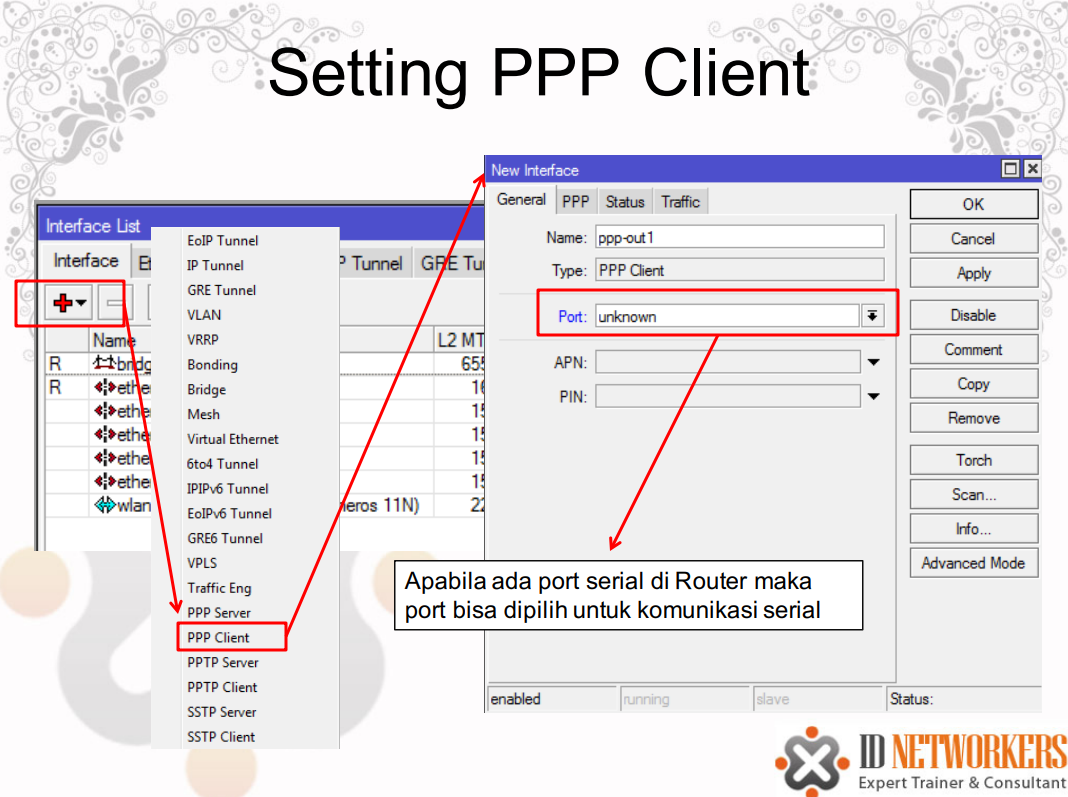 Setting PPP Client
Interface List
Interface
P Tunnel
GRE Tu
Name
L2 MT
R
bridg
655
R
ethe
16
ethe
15
ethe
15
ethe
15
ethe
15
wlan
heros 11N)
22
EoIP Tunnel
IP Tunnel
GRE Tunnel
VLAN
VRRP
Bonding
Bridge
Mesh
Virtual Ethernet
6to4 Tunnel
IPIPv6 Tunnel
EoIPv6 Tunnel
GRE6 Tunnel
VPLS
Traffic Eng
PPP Server
PPP Client
PPTP Server
PPTP Client
SSTP Server
SSTP Client
New Interface
General PPP Status Traffic
Name: ppp-out1
Type: PPP Client
Port: unknown
APN:
PIN:
OK
Cancel
Apply
Disable
Comment
Copy
Remove
Torch
Scan...
Info...
Advanced Mode
enabled running slave Status:
Apabila ada port serial di Router maka
port bisa dipilih untuk komunikasi serial
ID NETWORKERS
Expert Trainer & Consultant